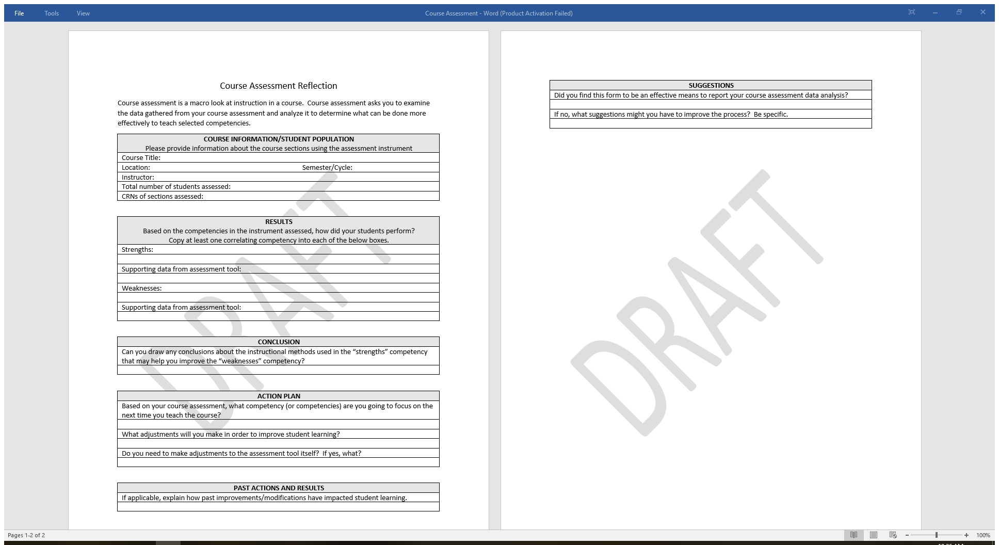 File Tools View Course Assessment - Word (Product Activation Failed)
Course Assessment Reflection
Course assessment is a macro look at instruction in a course.  Course assessment asks you to examine
the data gathered from your course assessment and analyze it to determine what can be done more
effectively to teach selected competencies.
COURSE INFORMATION/STUDENT POPULATION
Please provide information about the course sections using the assessment instrument
Course Title:
Location: Semester/Cycle:
Instructor:
Total number of students assessed:
CRNs of sections assessed:
RESULTS
Based on the competencies in the instrument assessed, how did your students perform?
Copy at least one correlating competency into each of the below boxes.
Strengths:
Supporting data from assessment tool:
Weaknesses:
Supporting data from assessment tool:
CONCLUSION
Can you draw any conclusions about the instructional methods used in the “strengths” competency
that may help you improve the “weaknesses” competency?
ACTION PLAN
Based on your course assessment, what competency (or competencies) are you going to focus on the
next time you teach the course?
What adjustments will you make in order to improve student learning?
Do you need to make adjustments to the assessment tool itself?  If yes, what?
PAST ACTIONS AND RESULTS
If applicable, explain how past improvements/modifications have impacted student learning.
DRAFT
SUGGESTIONS
Did you find this form to be an effective means to report your course assessment data analysis?
If no, what suggestions might you have to improve the process?  Be specific.
DRAFT
Pages 1-2 of 2 100%